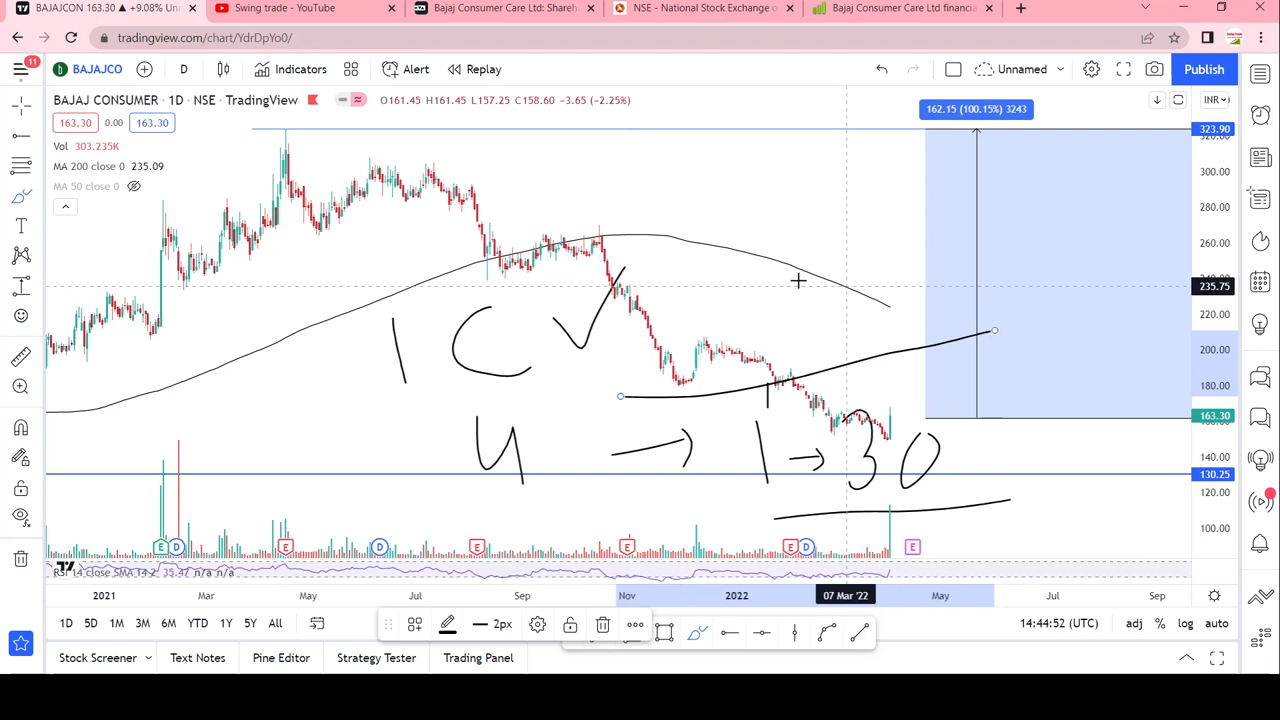 BAJAJCON 163.30 ▲ +9.08% Un
Swing trade - YouTube
Bajaj Consumer Care Ltd: Shareh
NSE - National Stock Exchange o
Bajaj Consumer Care Ltd financia
tradingview.com/chart/YdrDpYo0/
11
BAJAJCO
D
Indicators
Alert
Replay
Unnamed
Publish
BAJAJ CONSUMER · 1D · NSE · TradingView
O161.45 H161.45 L157.25 C158.60 -3.65 (-2.25%)
162.15 (100.15%) 3243
INR
163.30 0.00 163.30
Vol 303.235K
MA 200 close 0 235.09
MA 50 close 0
323.90
300.00
280.00
260.00
235.75
220.00
200.00
180.00
163.30
140.00
130.25
120.00
100.00
1 C ✓
4 → 1 → 30
E D E D E E E D E
RSI 14 close SMA 14 2 35.47 n/a n/a
2021 Mar May Jul Sep Nov 2022 07 Mar '22 May Jul Sep
1D 5D 1M 3M 6M YTD 1Y 5Y All
2px
14:44:52 (UTC)
adj % log auto
Stock Screener
Text Notes
Pine Editor
Strategy Tester
Trading Panel